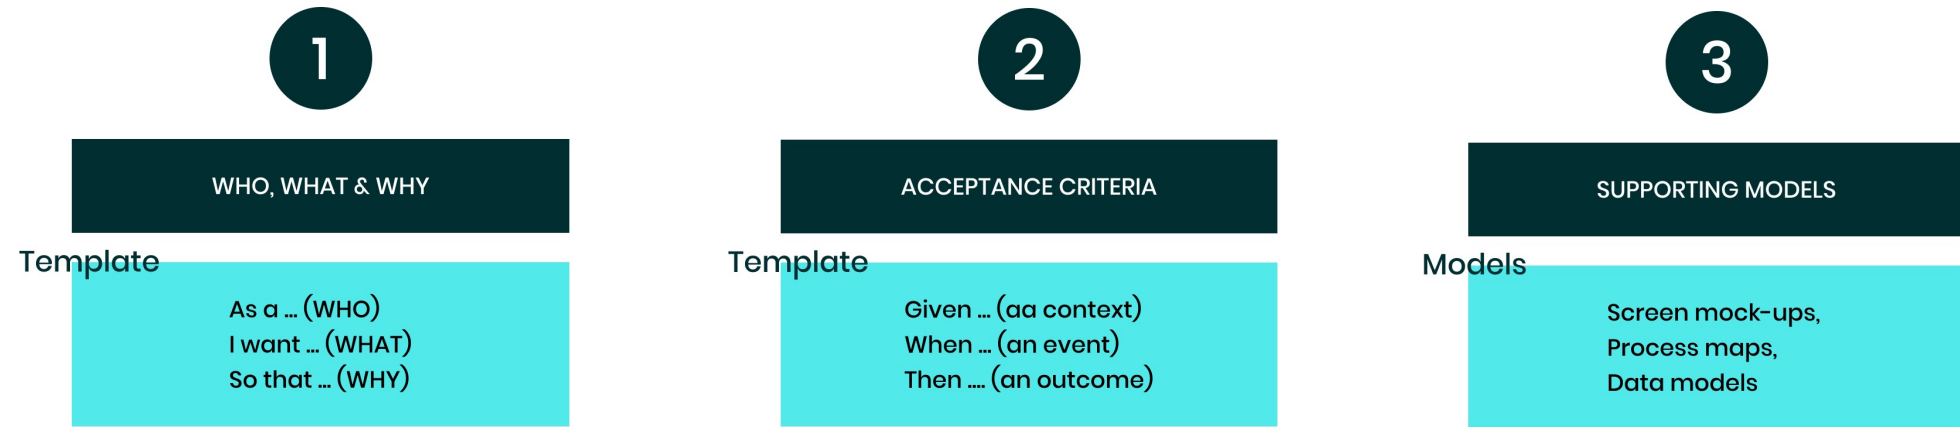 1
WHO, WHAT & WHY
Template
As a ... (WHO)
I want ... (WHAT)
So that ... (WHY)
2
ACCEPTANCE CRITERIA
Template
Given ... (aa context)
When ... (an event)
Then .... (an outcome)
3
SUPPORTING MODELS
Models
Screen mock-ups,
Process maps,
Data models